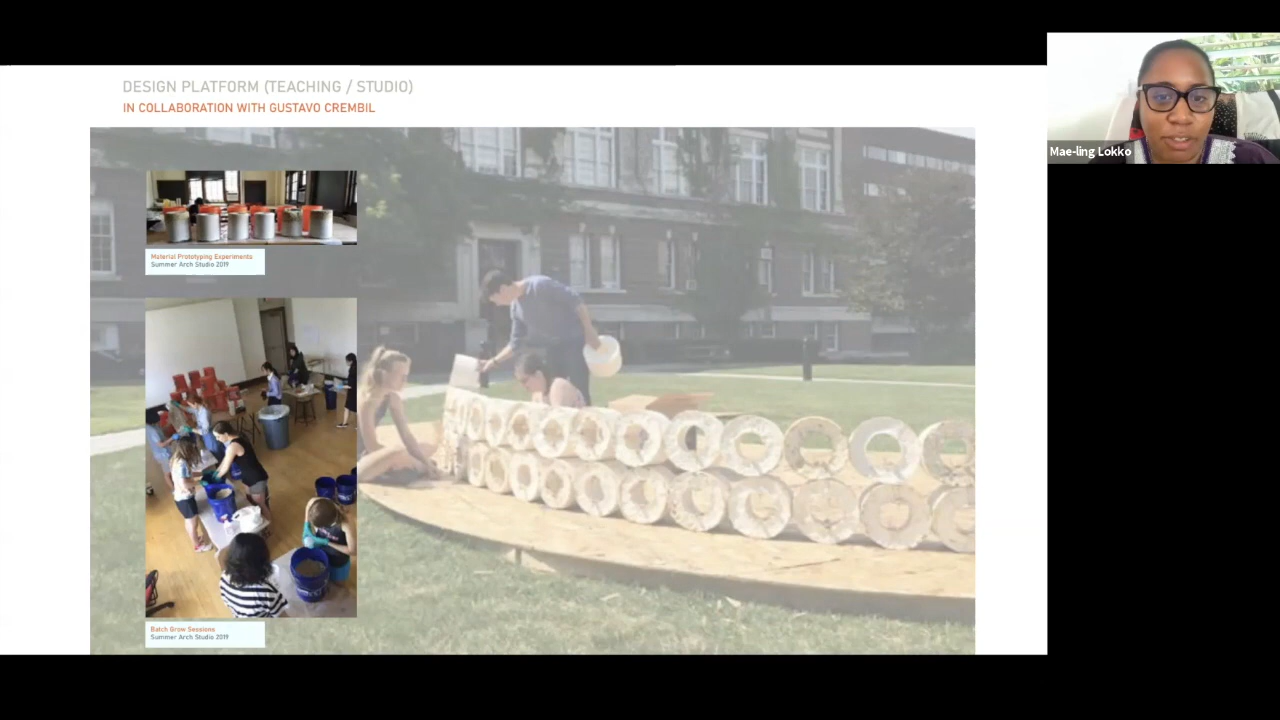 DESIGN PLATFORM (TEACHING / STUDIO)
IN COLLABORATION WITH GUSTAVO CREMBIL
Mae-ling Lokko
Material Prototyping Experiments
Summer Arch Studio 2019
Batch Grow Sessions
Summer Arch Studio 2019